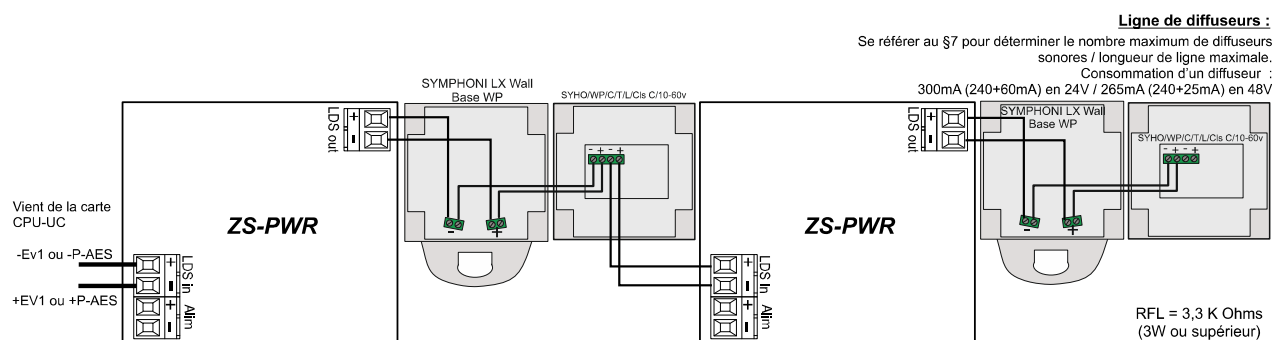 Ligne de diffuseurs :
Se référer au §7 pour déterminer le nombre maximum de diffuseurs
sonores / longueur de ligne maximale.
Consommation d'un diffuseur :
300mA (240+60mA) en 24V / 265mA (240+25mA) en 48V
SYMPHONI LX Wall
Base WP
SYHO/WP/C/T/L/Cls C/10-60v
SYMPHONI LX Wall
Base WP
SYHO/WP/C/T/L/Cls C/10-60v
+
-
LDS out
- + - +
+
-
LDS out
- + - +
Vient de la carte
CPU-UC
ZS-PWR
ZS-PWR
- +
- +
-Ev1 ou -P-AES
+EV1 ou +P-AES
+
-
LDS in
+
-
Alim
+
-
LDS In
+
-
Alim
RFL = 3,3 K Ohms
(3W ou supérieur)